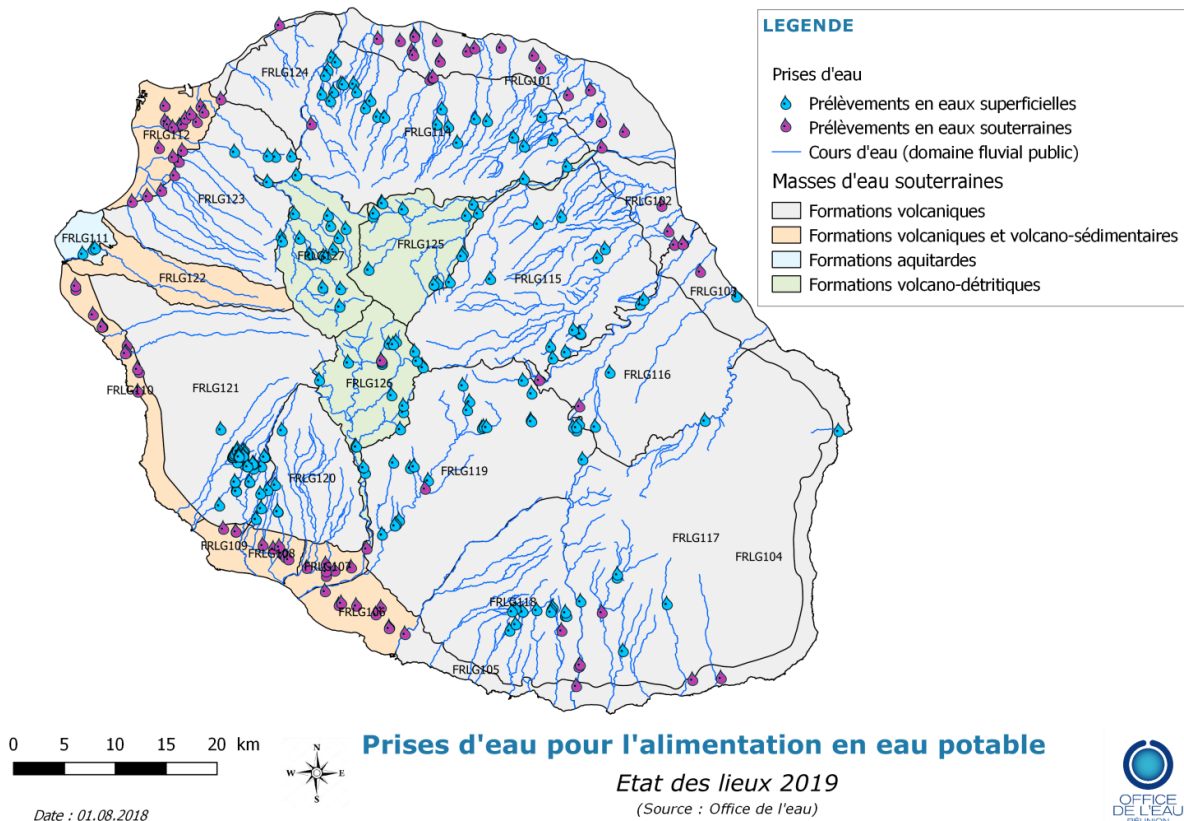 LEGENDE
Prises d'eau
Prélèvements en eaux superficielles
Prélèvements en eaux souterraines
Cours d'eau (domaine fluvial public)
Masses d'eau souterraines
Formations volcaniques
Formations volcaniques et volcano-sédimentaires
Formations aquitardes
Formations volcano-détritiques
FRLG124
FRLG101
FRLG112
FRLG114
FRLG123
FRLG102
FRLG111
FRLG125
FRLG127
FRLG122
FRLG115
FRLG103
FRLG121
FRLG110
FRLG126
FRLG116
FRLG119
FRLG120
FRLG109
FRLG108
FRLG107
FRLG106
FRLG117
FRLG104
FRLG118
FRLG105
0 5 10 15 20 km
N
W E
S
Date : 01.08.2018
Prises d'eau pour l'alimentation en eau potable
Etat des lieux 2019
(Source : Office de l'eau)
OFFICE
DE L'EAU
RÉUNION